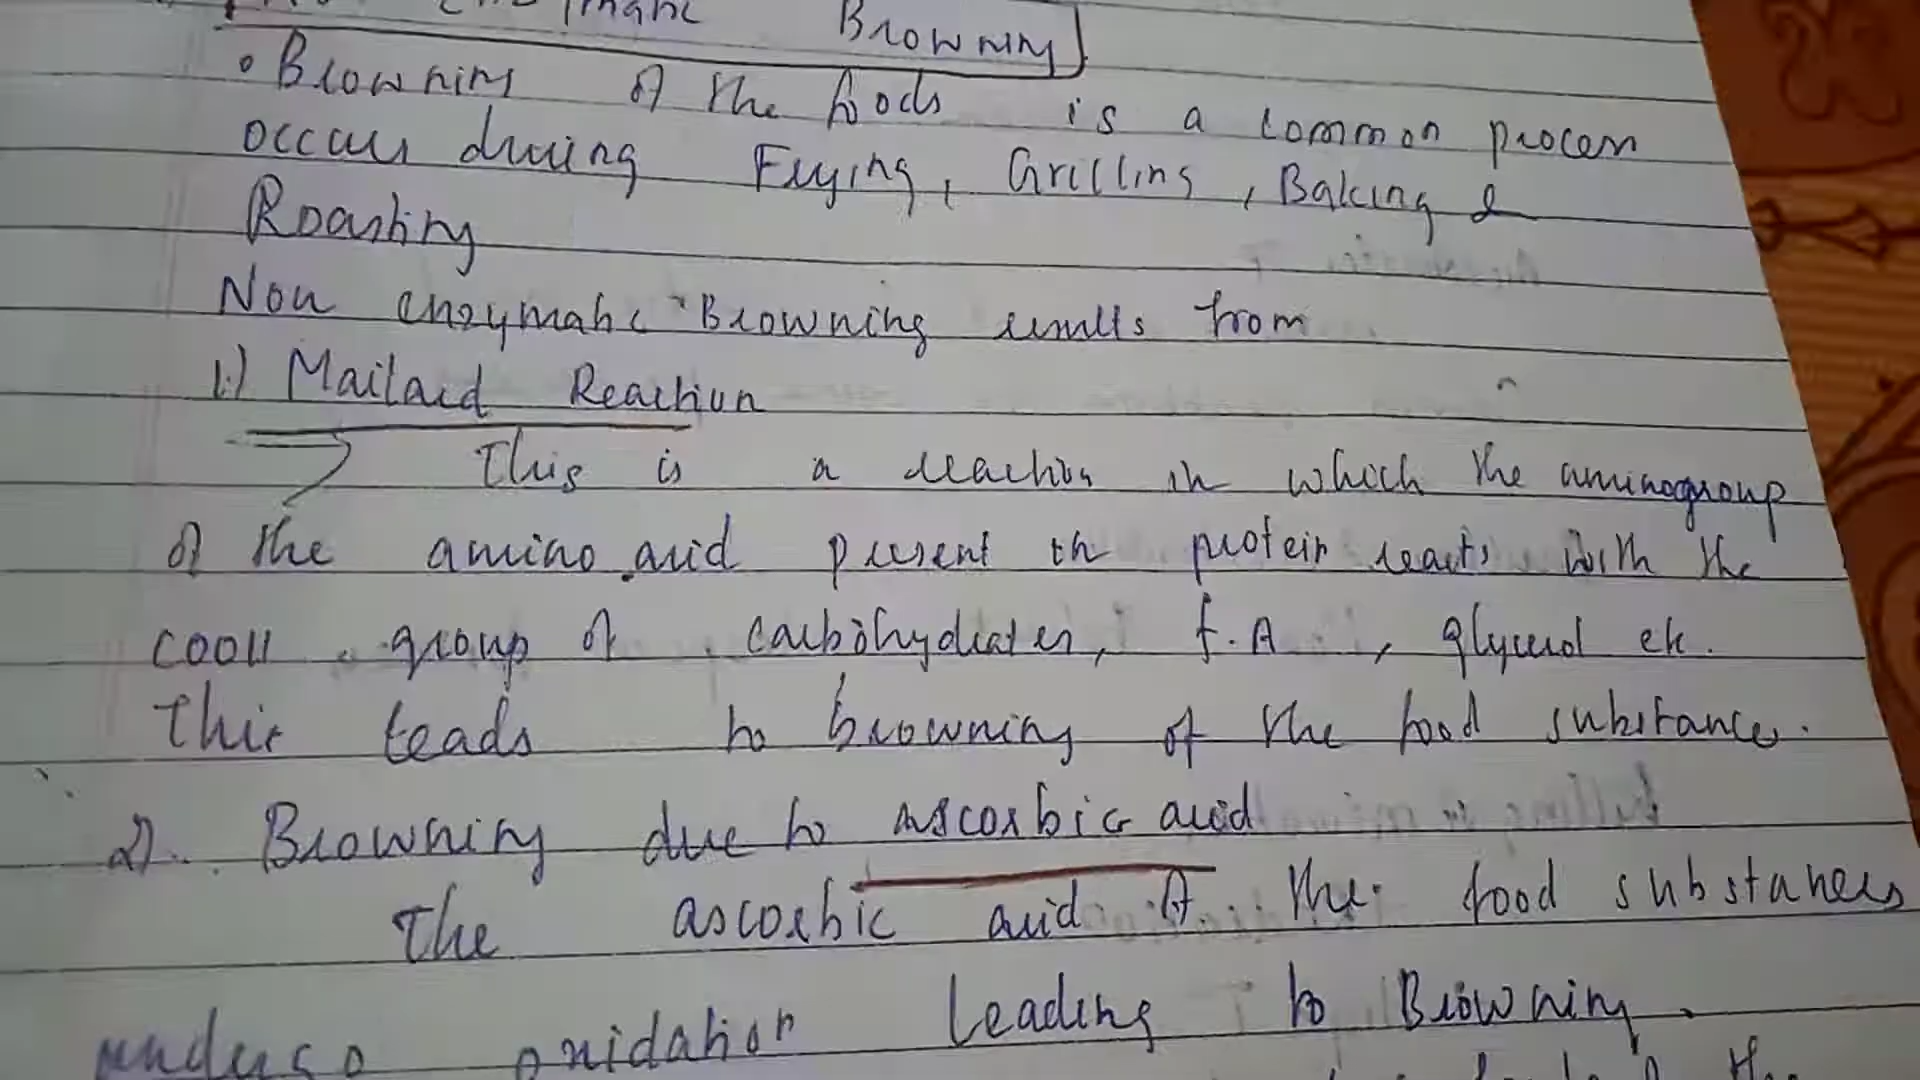 Browning
• Browning of the foods is a common process
occurs during Frying, Grilling, Baking &
Roasting
Non enzymatic Browning results from
1.) Mailard Reaction
⇒ This is a reaction in which the aminogroup
of the amino acid present in protein reacts with the
COOH group of carbohydrates, f.A, glycerol etc.
This leads to browning of the food substance.
2). Browning due to ascorbic acid
The ascorbic acid of the food substances
undergo oxidation leading to Browning.
the